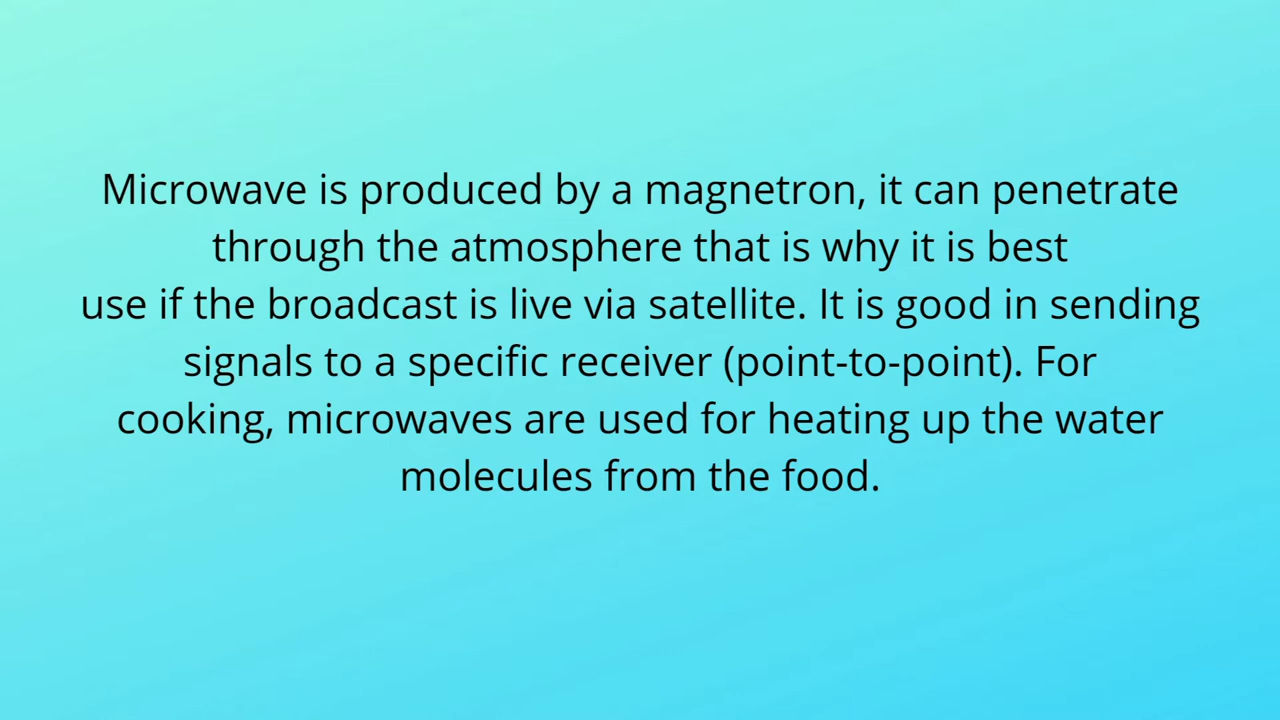 Microwave is produced by a magnetron, it can penetrate
through the atmosphere that is why it is best
use if the broadcast is live via satellite. It is good in sending
signals to a specific receiver (point-to-point). For
cooking, microwaves are used for heating up the water
molecules from the food.